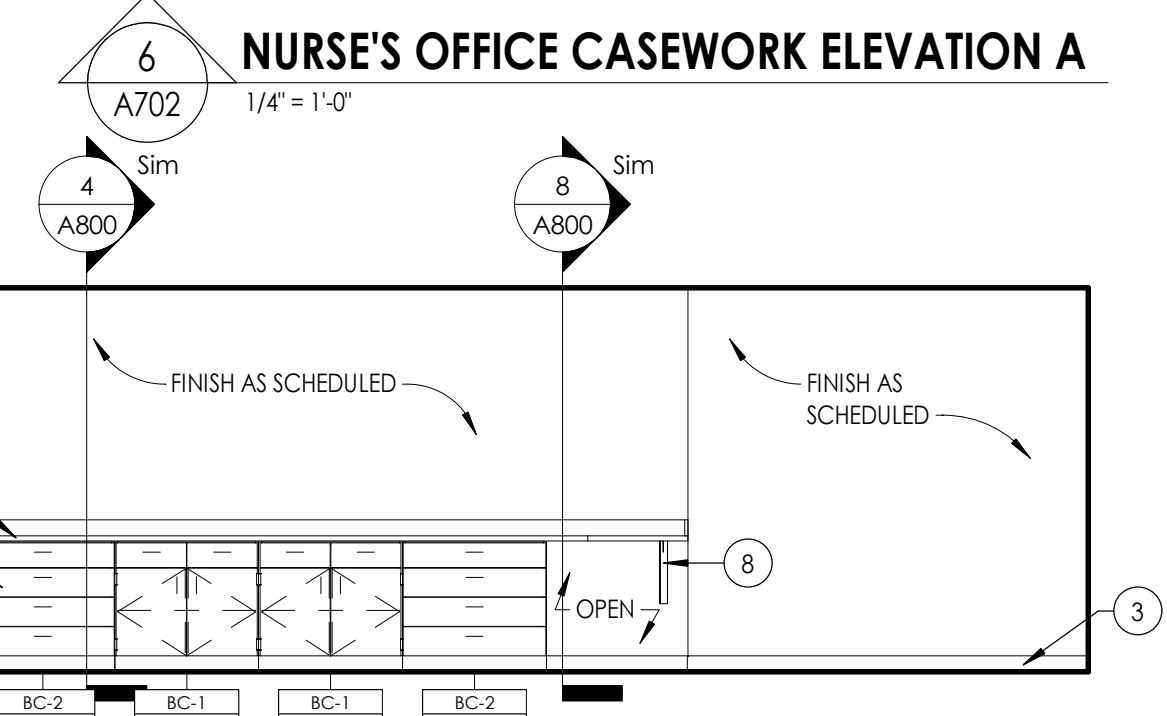 6
A702
NURSE'S OFFICE CASEWORK ELEVATION A
1/4" = 1'-0"
4
A800
Sim
8
A800
Sim
FINISH AS SCHEDULED
FINISH AS
SCHEDULED
8
OPEN
3
BC-2
BC-1
BC-1
BC-2